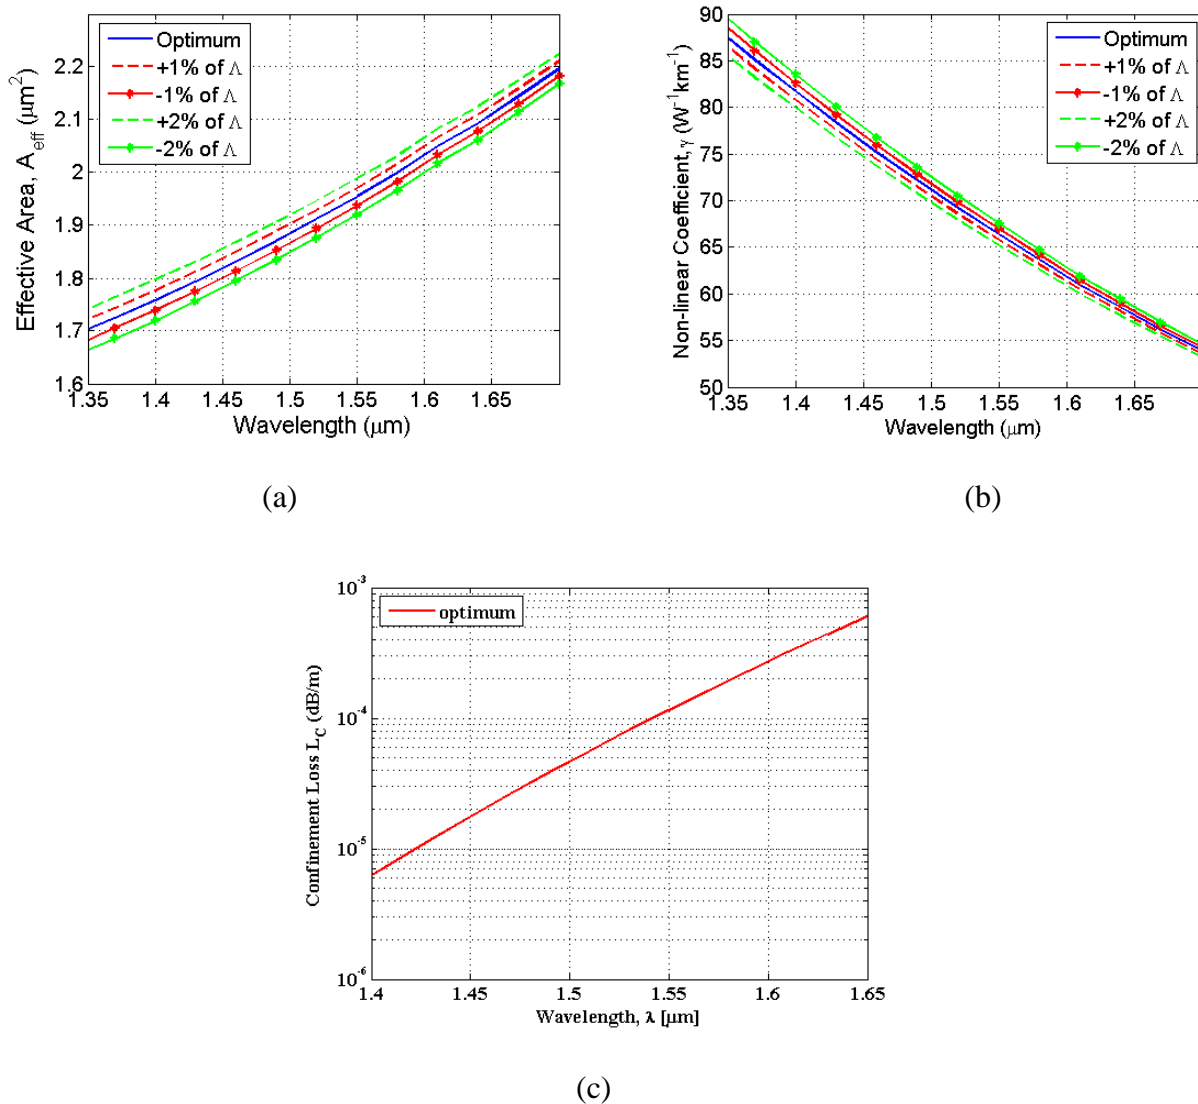 2.2
2.1
2
1.9
1.8
1.7
1.6
Effective Area, A_eff (μm²)
Optimum
+1% of Λ
-1% of Λ
+2% of Λ
-2% of Λ
1.35 1.4 1.45 1.5 1.55 1.6 1.65
Wavelength (μm)
(a)
90
85
80
75
70
65
60
55
50
Non-linear Coefficient, γ (W⁻¹km⁻¹)
Optimum
+1% of Λ
-1% of Λ
+2% of Λ
-2% of Λ
1.35 1.4 1.45 1.5 1.55 1.6 1.65
Wavelength (μm)
(b)
10⁻³
10⁻⁴
10⁻⁵
10⁻⁶
Confinement Loss L_C (dB/m)
optimum
1.4 1.45 1.5 1.55 1.6 1.65
Wavelength, λ [μm]
(c)